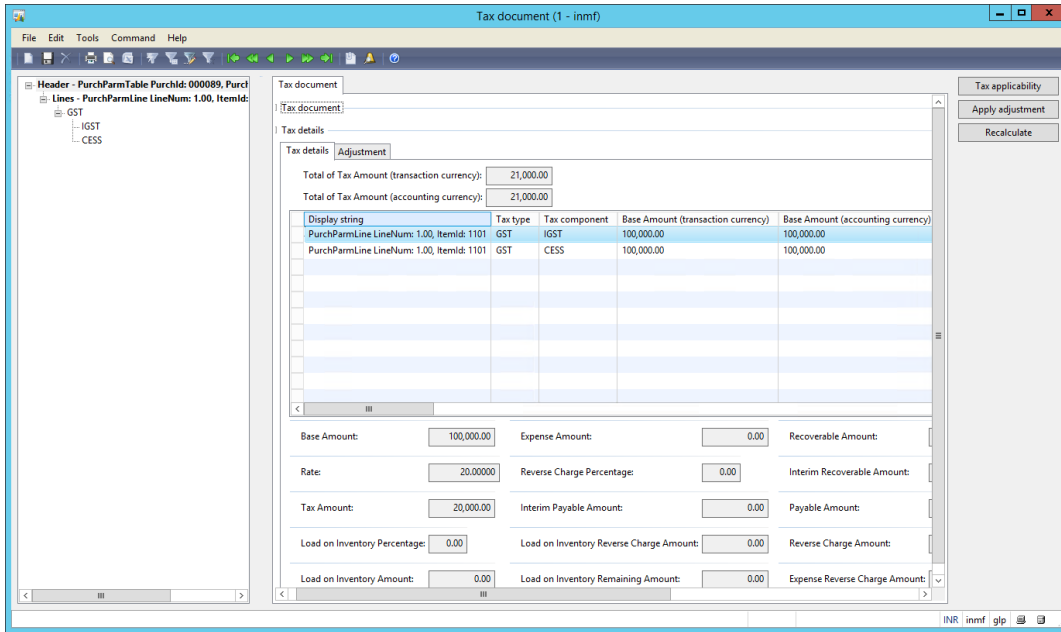 Tax document (1 - inmf)
File Edit Tools Command Help
Header - PurchParmTable PurchId: 000089, Purch
Lines - PurchParmLine LineNum: 1.00, ItemId:
GST
IGST
CESS
Tax document
Tax document
Tax details
Tax details Adjustment
Total of Tax Amount (transaction currency): 21,000.00
Total of Tax Amount (accounting currency): 21,000.00
Display string Tax type Tax component Base Amount (transaction currency) Base Amount (accounting currency)
PurchParmLine LineNum: 1.00, ItemId: 1101 GST IGST 100,000.00 100,000.00
PurchParmLine LineNum: 1.00, ItemId: 1101 GST CESS 100,000.00 100,000.00
Base Amount: 100,000.00 Expense Amount: 0.00 Recoverable Amount:
Rate: 20.00000 Reverse Charge Percentage: 0.00 Interim Recoverable Amount:
Tax Amount: 20,000.00 Interim Payable Amount: 0.00 Payable Amount:
Load on Inventory Percentage: 0.00 Load on Inventory Reverse Charge Amount: 0.00 Reverse Charge Amount:
Load on Inventory Amount: 0.00 Load on Inventory Remaining Amount: 0.00 Expense Reverse Charge Amount:
Tax applicability
Apply adjustment
Recalculate
INR inmf glp